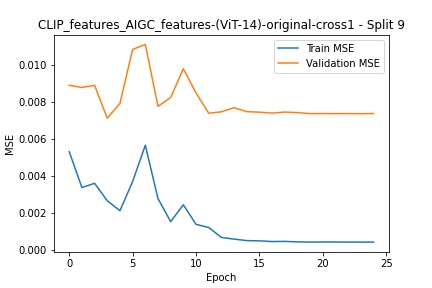 CLIP_features_AIGC_features-(ViT-14)-original-cross1 - Split 9
Train MSE
Validation MSE
0.010
0.008
0.006
0.004
0.002
0.000
MSE
0 5 10 15 20 25
Epoch